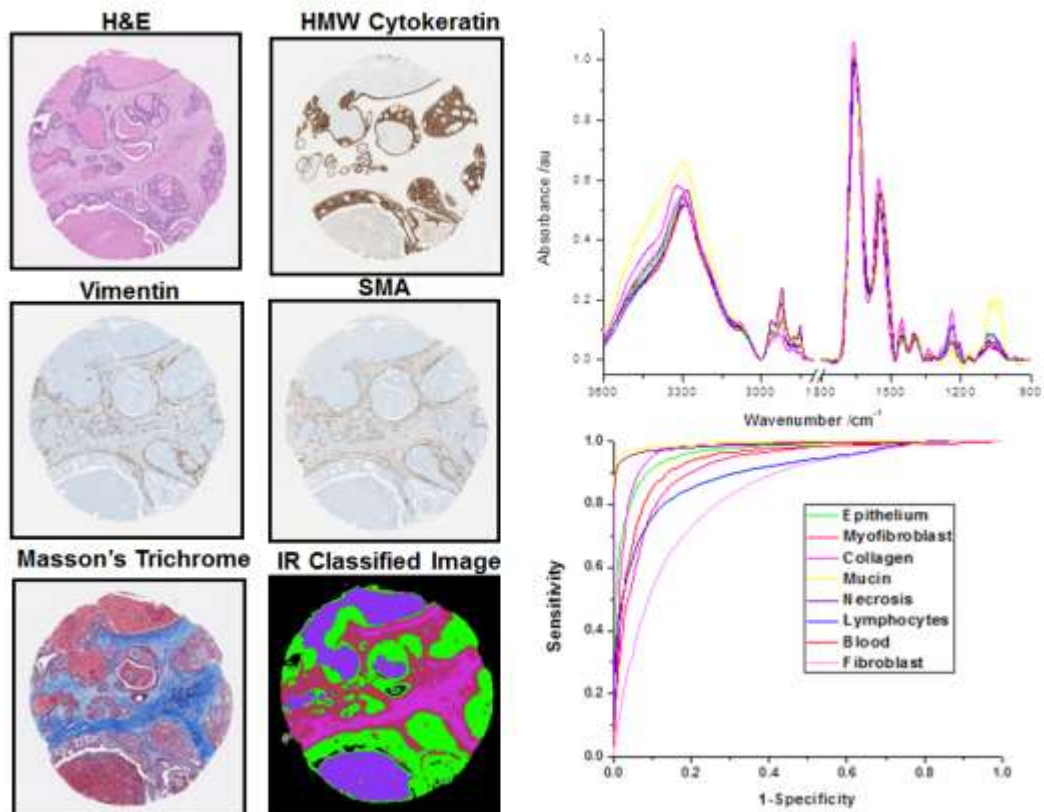 H&E
HMW Cytokeratin
Vimentin
SMA
Masson's Trichrome
IR Classified Image
1.0
0.8
0.6
0.4
0.2
0.0
Absorbance /au
3600
3300
3000
1800
1500
1200
800
Wavenumber /cm⁻¹
1.0
0.8
0.6
0.4
0.2
0.0
Sensitivity
Epithelium
Myofibroblast
Collagen
Mucin
Necrosis
Lymphocytes
Blood
Fibroblast
0.0
0.2
0.4
0.6
0.8
1.0
1-Specificity